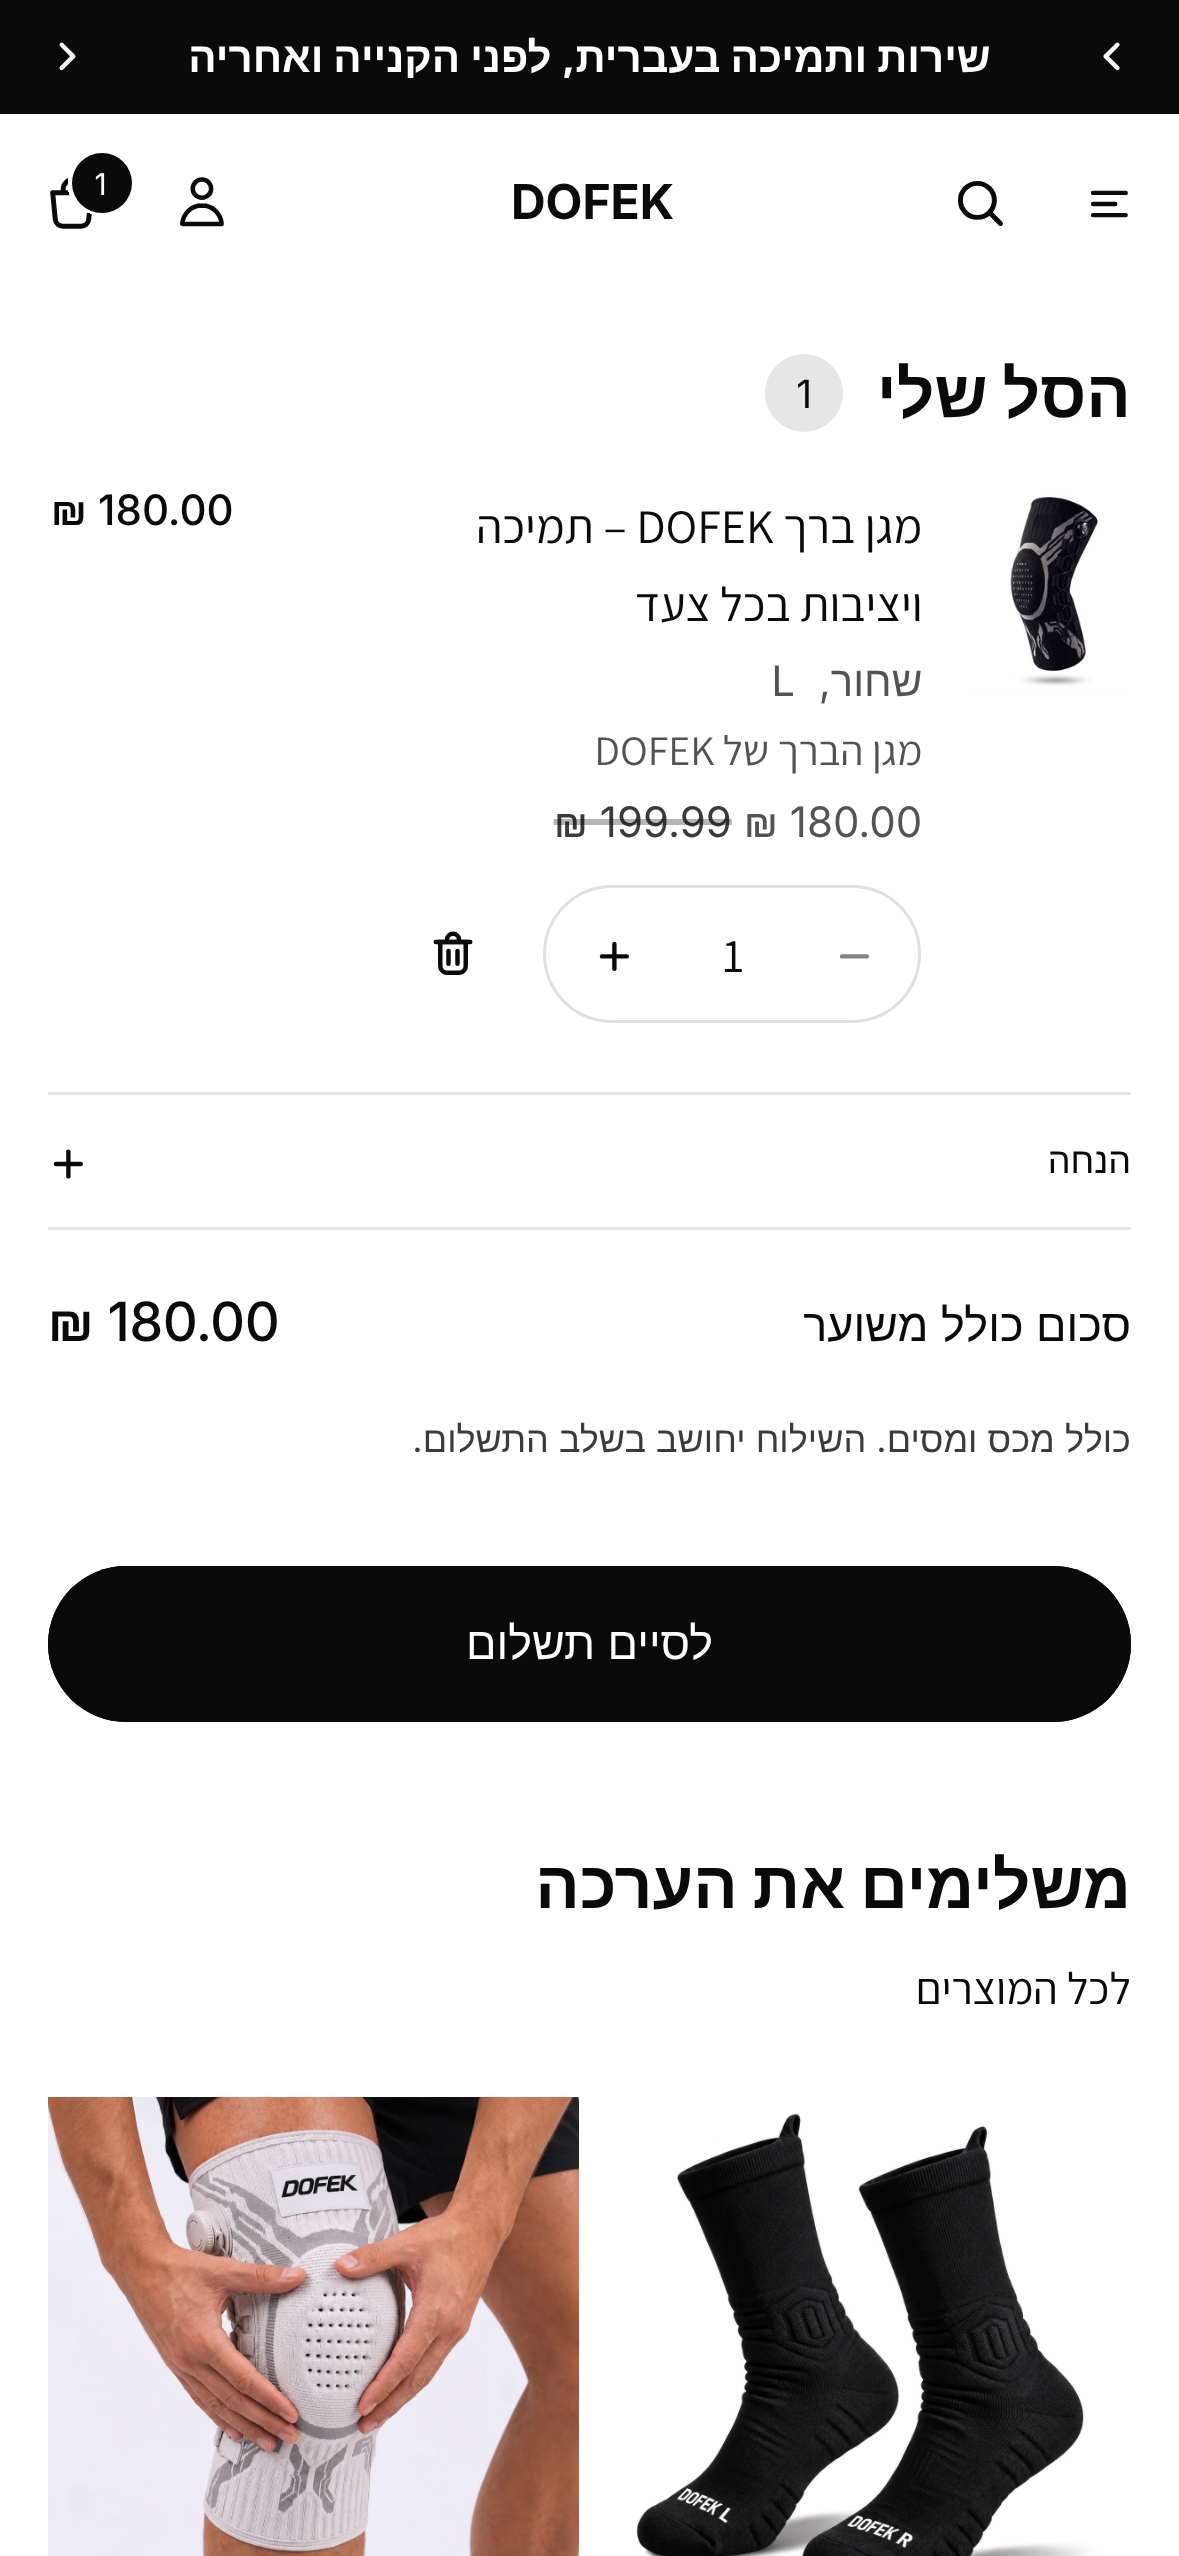 שירות ותמיכה בעברית, לפני הקנייה ואחריה
DOFEK
1
הסל שלי 1
מגן ברך DOFEK – תמיכה
ויציבות בכל צעד
180.00 ₪
שחור, L
מגן הברך של DOFEK
180.00 ₪ 199.99 ₪
1
הנחה
סכום כולל משוער 180.00 ₪
כולל מכס ומסים. השילוח יחושב בשלב התשלום.
לסיים תשלום
משלימים את הערכה
לכל המוצרים
DOFEK L
DOFEK R
DOFEK